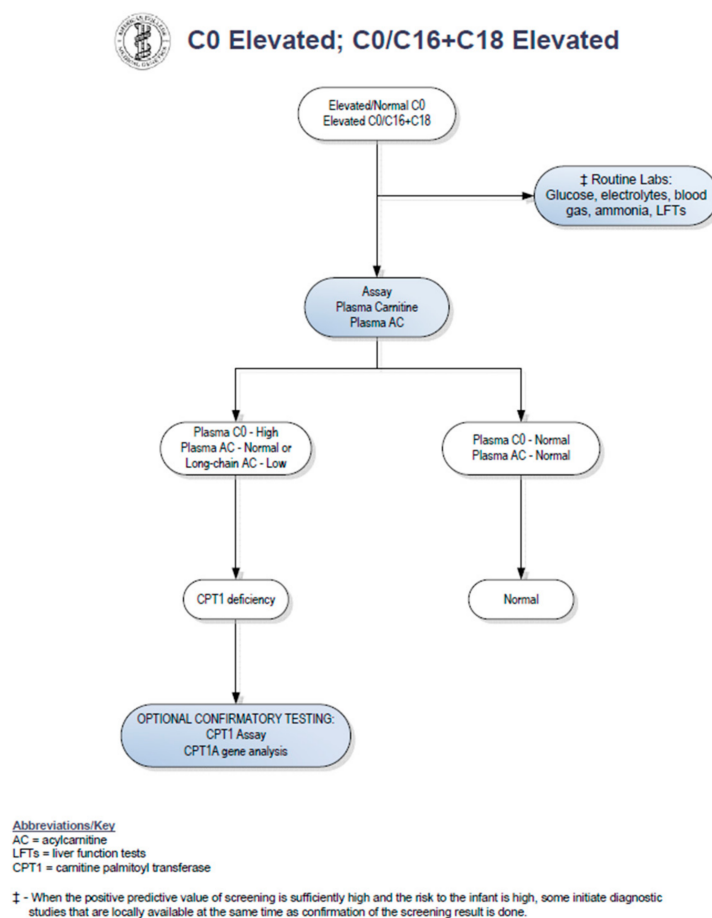 C0 Elevated; C0/C16+C18 Elevated
Elevated/Normal C0
Elevated C0/C16+C18
‡ Routine Labs:
Glucose, electrolytes, blood
gas, ammonia, LFTs
Assay
Plasma Carnitine
Plasma AC
Plasma C0 - High
Plasma AC - Normal or
Long-chain AC - Low
Plasma C0 - Normal
Plasma AC - Normal
CPT1 deficiency
Normal
OPTIONAL CONFIRMATORY TESTING:
CPT1 Assay
CPT1A gene analysis
Abbreviations/Key
AC = acylcarnitine
LFTs = liver function tests
CPT1 = carnitine palmitoyl transferase
‡ - When the positive predictive value of screening is sufficiently high and the risk to the infant is high, some initiate diagnostic
studies that are locally available at the same time as confirmation of the screening result is done.